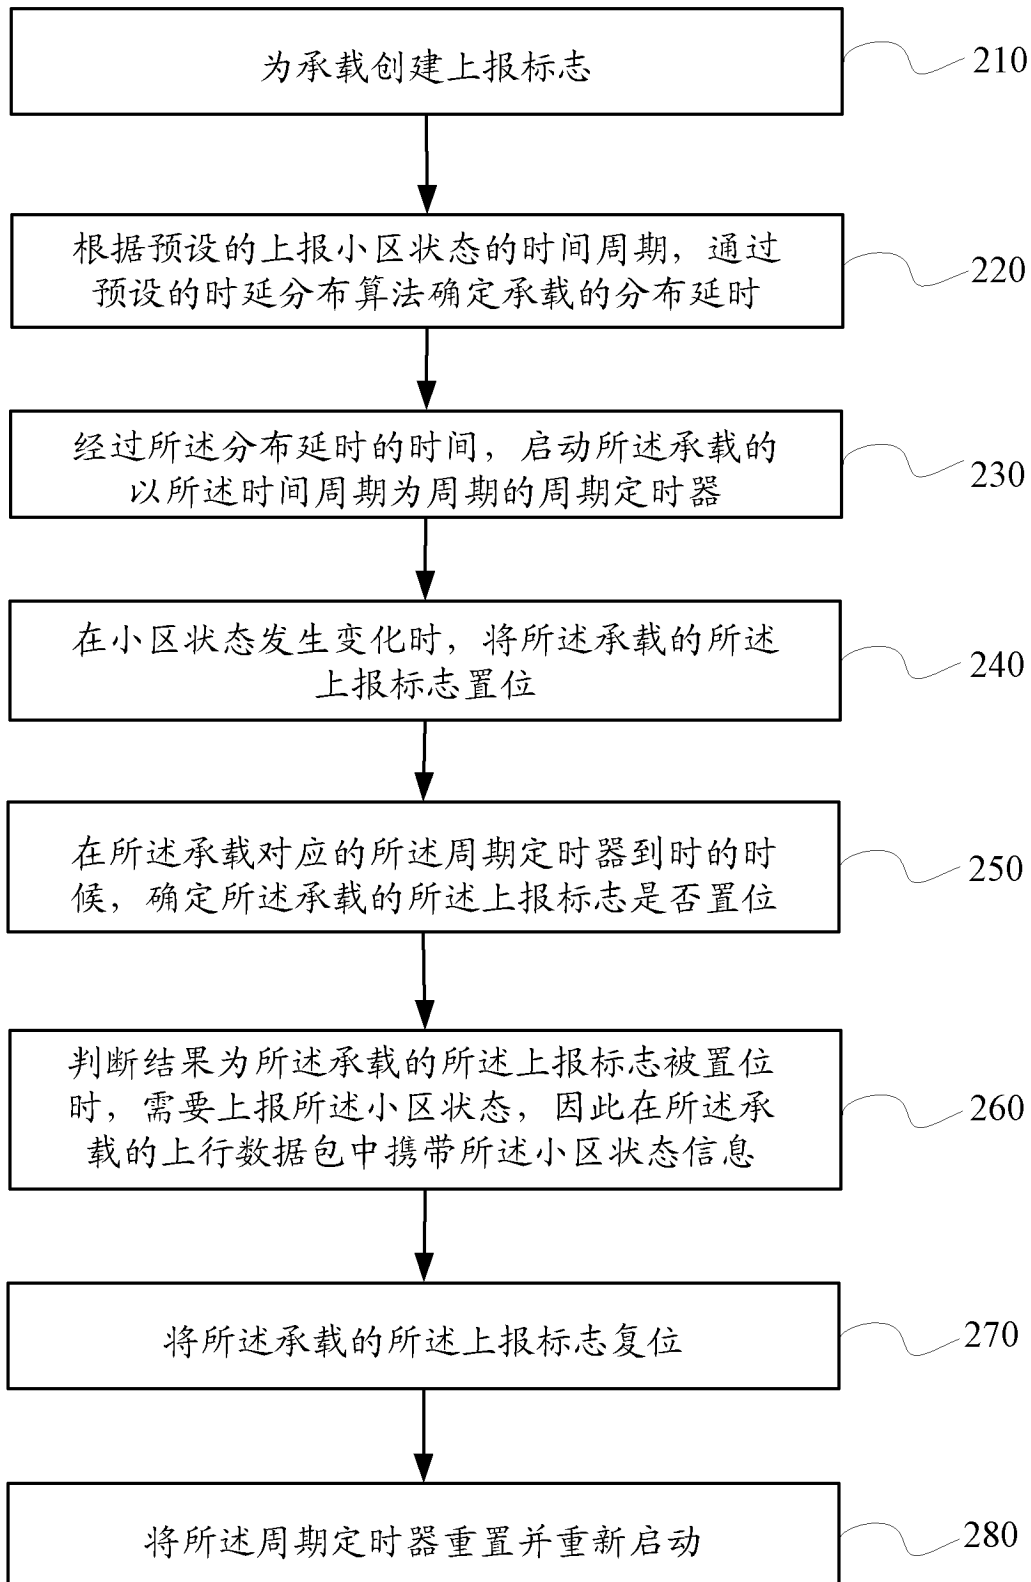 为承载创建上报标志
210
根据预设的上报小区状态的时间周期，通过
预设的时延分布算法确定承载的分布延时
220
经过所述分布延时的时间，启动所述承载的
以所述时间周期为周期的周期定时器
230
在小区状态发生变化时，将所述承载的所述
上报标志置位
240
在所述承载对应的所述周期定时器到时的时
候，确定所述承载的所述上报标志是否置位
250
判断结果为所述承载的所述上报标志被置位
时，需要上报所述小区状态，因此在所述承
载的上行数据包中携带所述小区状态信息
260
将所述承载的所述上报标志复位
270
将所述周期定时器重置并重新启动
280